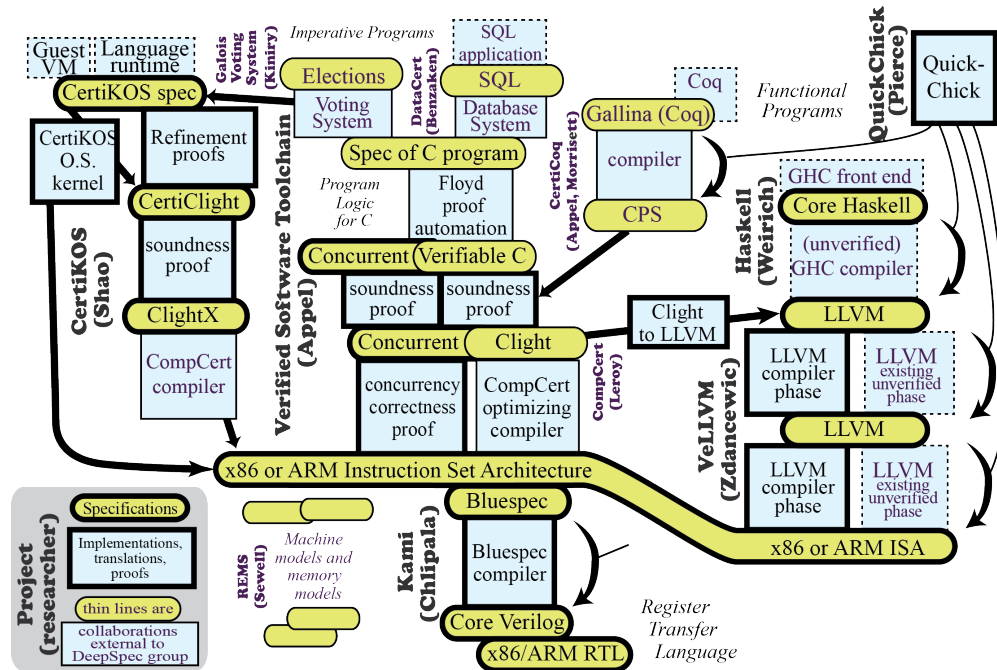 Guest
VM
Language
runtime
CertiKOS spec
CertiKOS
O.S.
kernel
Refinement
proofs
CertiClight
soundness
proof
ClightX
CompCert
compiler
CertiKOS
(Shao)
Galois
Voting
System
(Kiniry)
Imperative Programs
Elections
Voting
System
DataCert
(Benzaken)
SQL
application
SQL
Database
System
Spec of C program
Program
Logic
for C
Floyd
proof
automation
Verified Software Toolchain
(Appel)
Concurrent
Verifiable C
soundness
proof
soundness
proof
Concurrent
Clight
concurrency
correctness
proof
CompCert
optimizing
compiler
CompCert
(Leroy)
CertiCoq
(Appel, Morrisett)
Coq
Gallina (Coq)
compiler
CPS
Functional
Programs
QuickChick
(Pierce)
Quick-
Chick
Haskell
(Weirich)
GHC front end
Core Haskell
(unverified)
GHC compiler
Clight
to LLVM
LLVM
LLVM
compiler
phase
LLVM
existing
unverified
phase
VeLLVM
(Zdancewic)
LLVM
LLVM
compiler
phase
LLVM
existing
unverified
phase
x86 or ARM ISA
x86 or ARM Instruction Set Architecture
Bluespec
Bluespec
compiler
Kami
(Chlipala)
Core Verilog
x86/ARM RTL
Register
Transfer
Language
REMS
(Sewell)
Machine
models and
memory
models
Project
(researcher)
Specifications
Implementations,
translations,
proofs
thin lines are
collaborations
external to
DeepSpec group